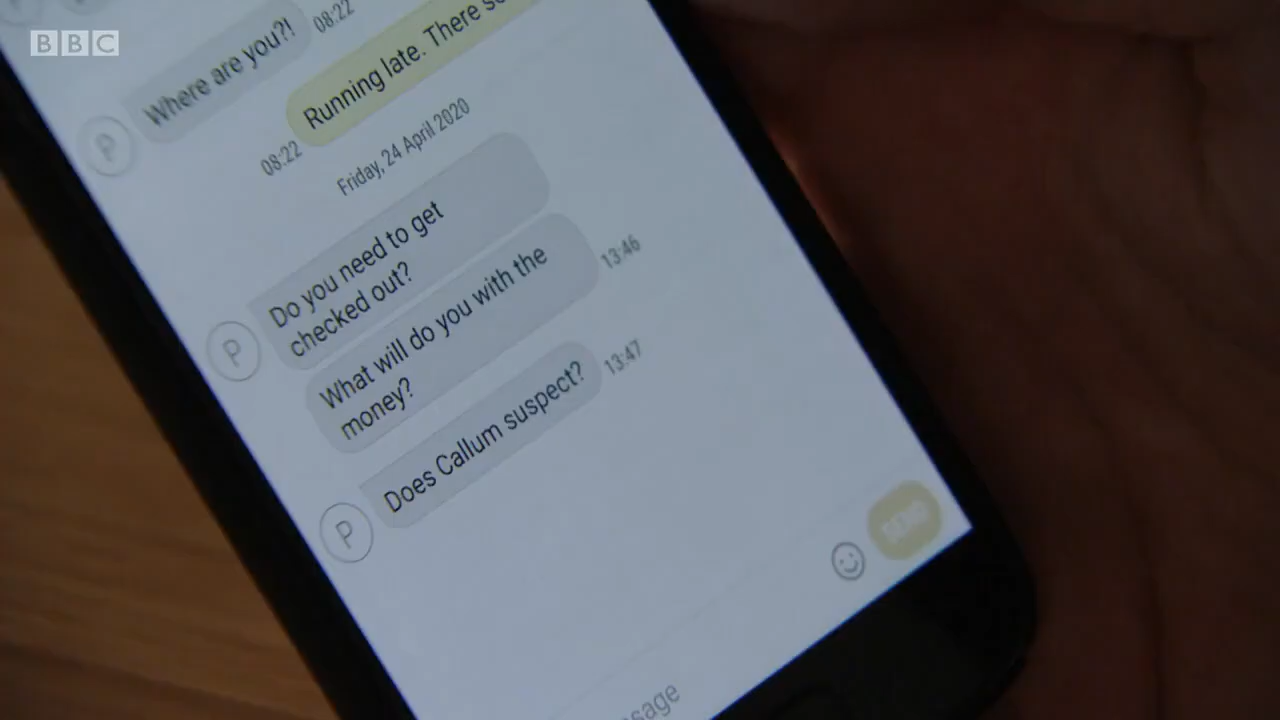 BBC
08:22
Where are you?!
P
Running late. There
08:22
Friday, 24 April 2020
Do you need to get
checked out?
P
What will do you with the
money?
13:46
Does Callum suspect?
13:47
P
SEND